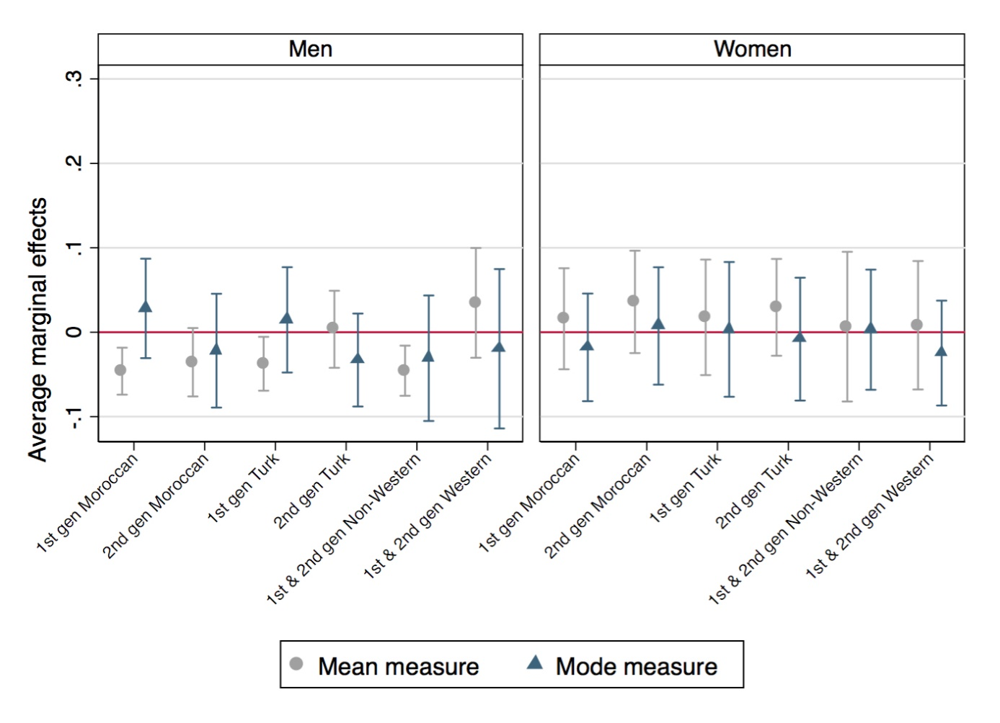 Men
Women
Average marginal effects
.3
.2
.1
0
-.1
1st gen Moroccan
2nd gen Moroccan
1st gen Turk
2nd gen Turk
1st & 2nd gen Non-Western
1st & 2nd gen Western
1st gen Moroccan
2nd gen Moroccan
1st gen Turk
2nd gen Turk
1st & 2nd gen Non-Western
1st & 2nd gen Western
Mean measure
Mode measure